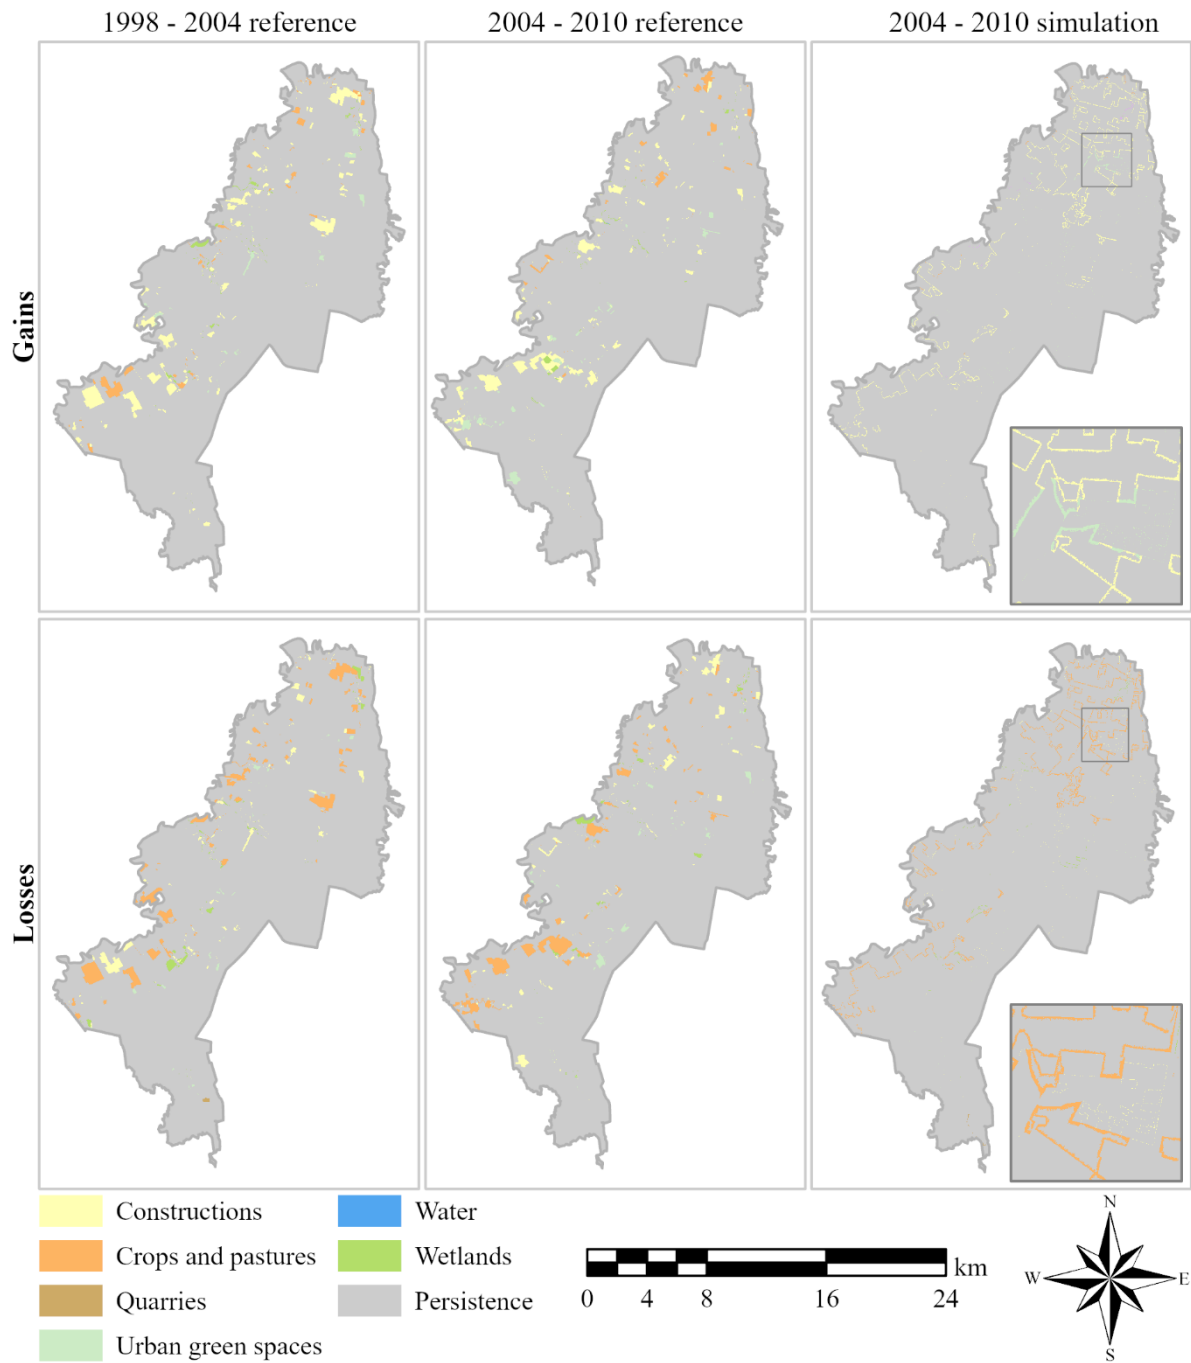 1998 - 2004 reference
2004 - 2010 reference
2004 - 2010 simulation
Gains
Losses
Constructions
Crops and pastures
Quarries
Urban green spaces
Water
Wetlands
Persistence
km
0 4 8 16 24
N
W E
S